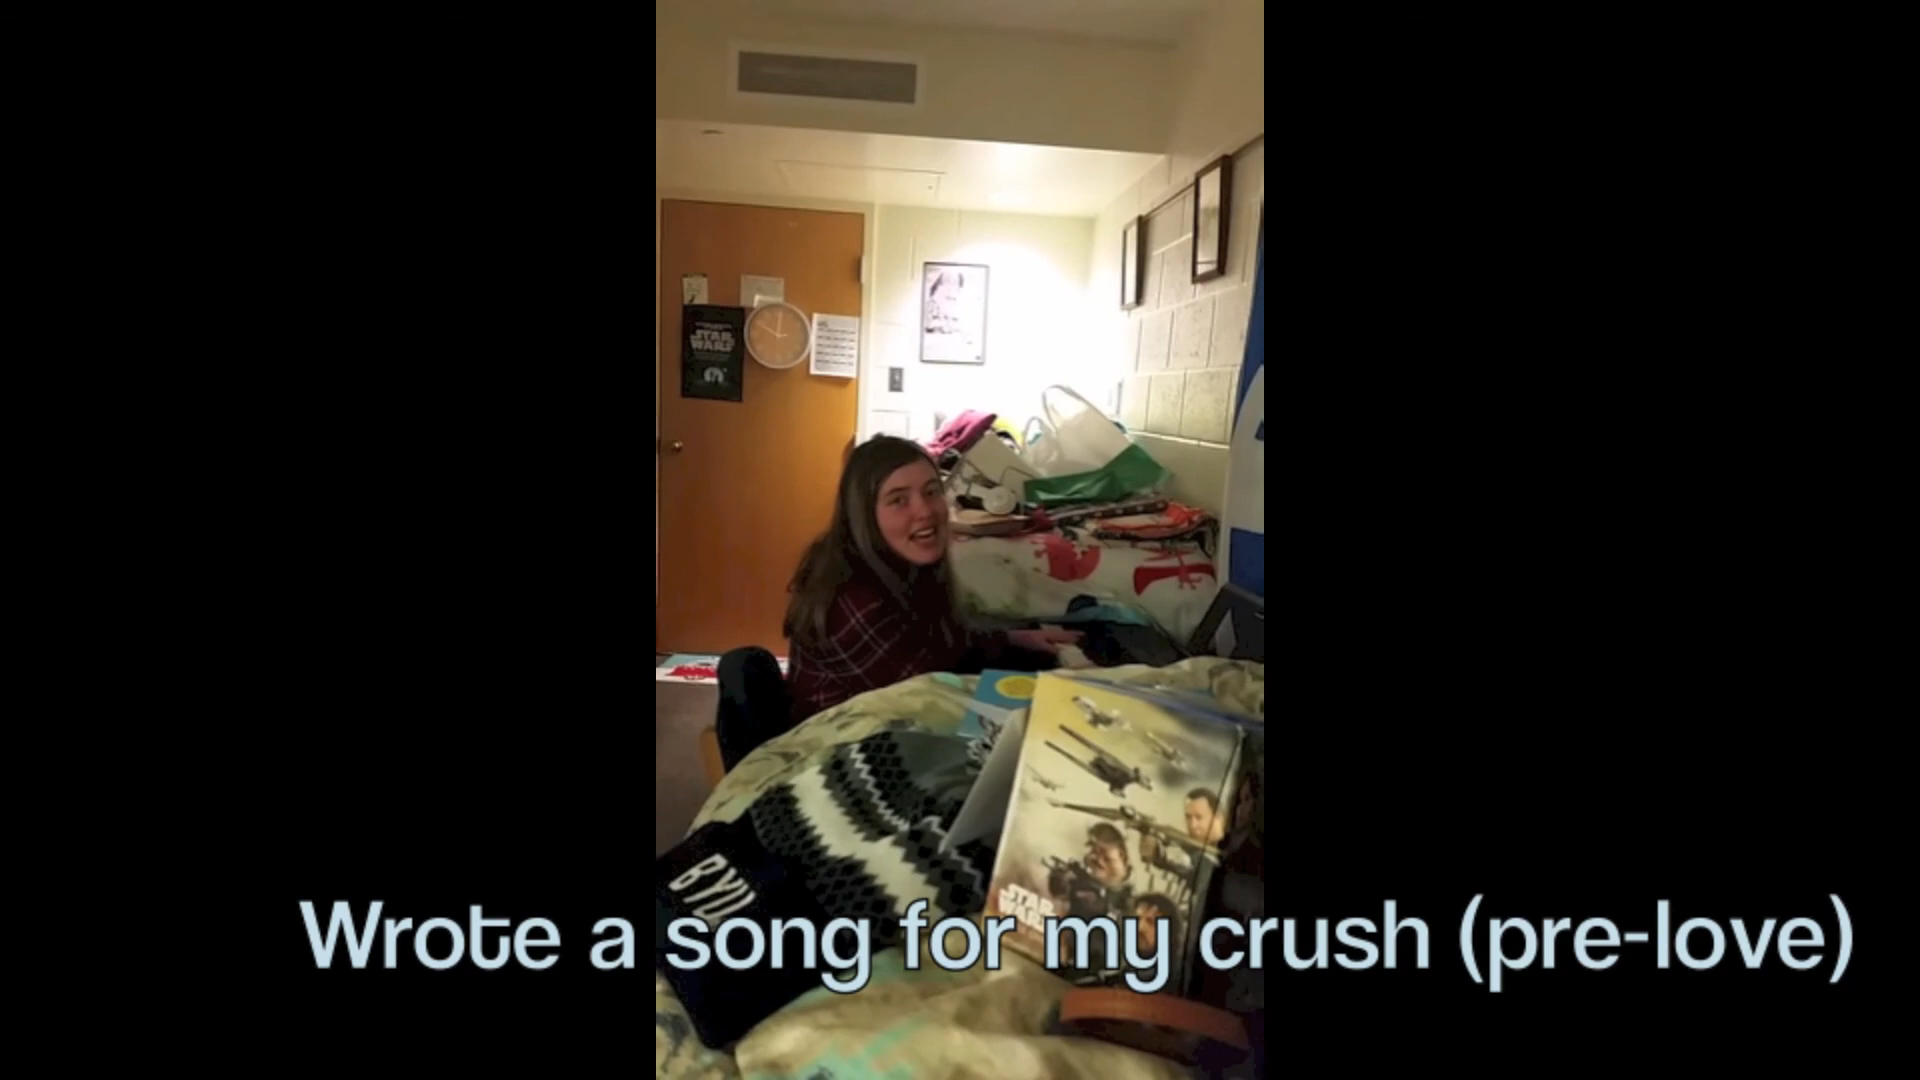 STAR
WARS
BYU
STAR
WARS
Wrote a song for my crush (pre-love)